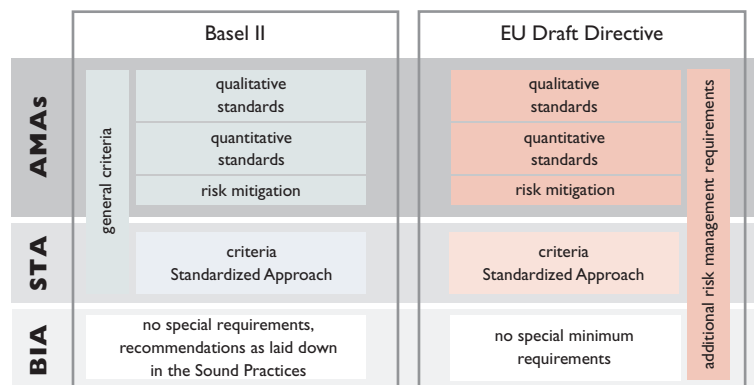 Basel II
EU Draft Directive
AMAs
general criteria
qualitative
standards
quantitative
standards
risk mitigation
qualitative
standards
quantitative
standards
risk mitigation
additional risk management requirements
STA
criteria
Standardized Approach
criteria
Standardized Approach
BIA
no special requirements,
recommendations as laid down
in the Sound Practices
no special minimum
requirements